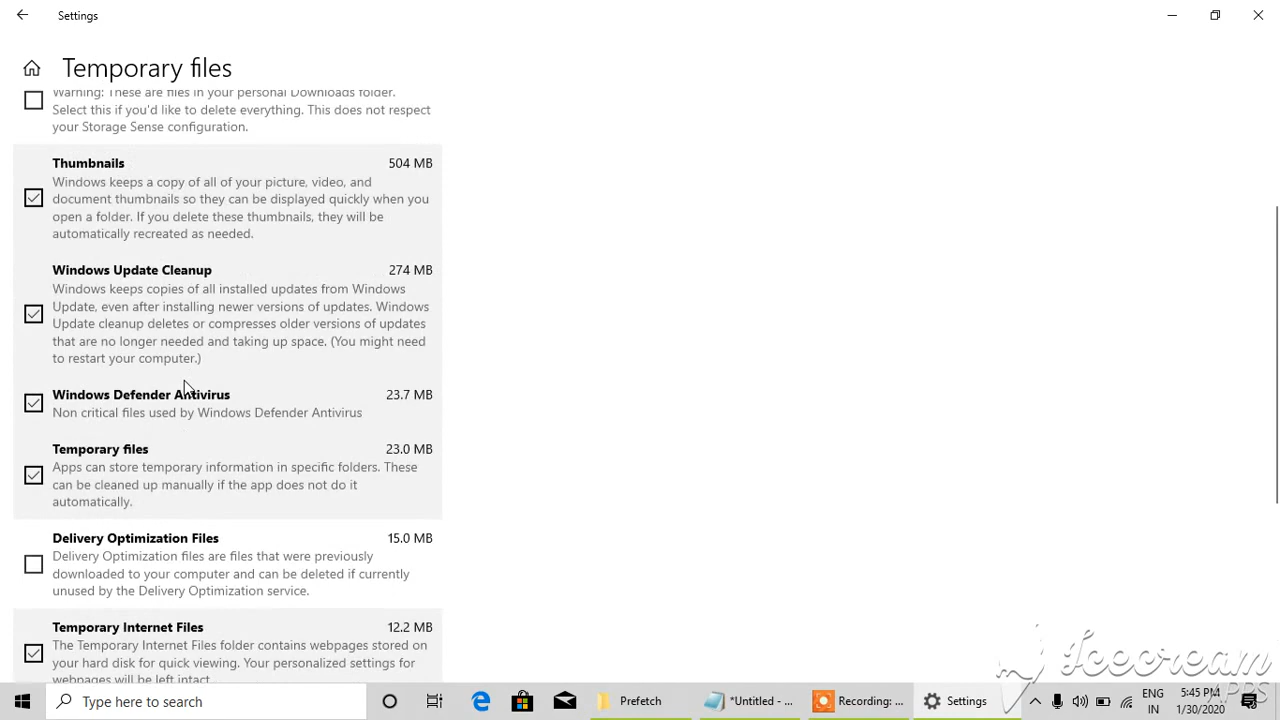 Settings
Temporary files
Warning: These are files in your personal Downloads folder.
Select this if you'd like to delete everything. This does not respect
your Storage Sense configuration.
Thumbnails 504 MB
Windows keeps a copy of all of your picture, video, and
document thumbnails so they can be displayed quickly when you
open a folder. If you delete these thumbnails, they will be
automatically recreated as needed.
Windows Update Cleanup 274 MB
Windows keeps copies of all installed updates from Windows
Update, even after installing newer versions of updates. Windows
Update cleanup deletes or compresses older versions of updates
that are no longer needed and taking up space. (You might need
to restart your computer.)
Windows Defender Antivirus 23.7 MB
Non critical files used by Windows Defender Antivirus
Temporary files 23.0 MB
Apps can store temporary information in specific folders. These
can be cleaned up manually if the app does not do it
automatically.
Delivery Optimization Files 15.0 MB
Delivery Optimization files are files that were previously
downloaded to your computer and can be deleted if currently
unused by the Delivery Optimization service.
Temporary Internet Files 12.2 MB
The Temporary Internet Files folder contains webpages stored on
your hard disk for quick viewing. Your personalized settings for
webpages will be left intact.
Icecream
APPS
Type here to search
Prefetch
*Untitled - ...
Recording: ...
Settings
ENG
IN
5:45 PM
1/30/2020